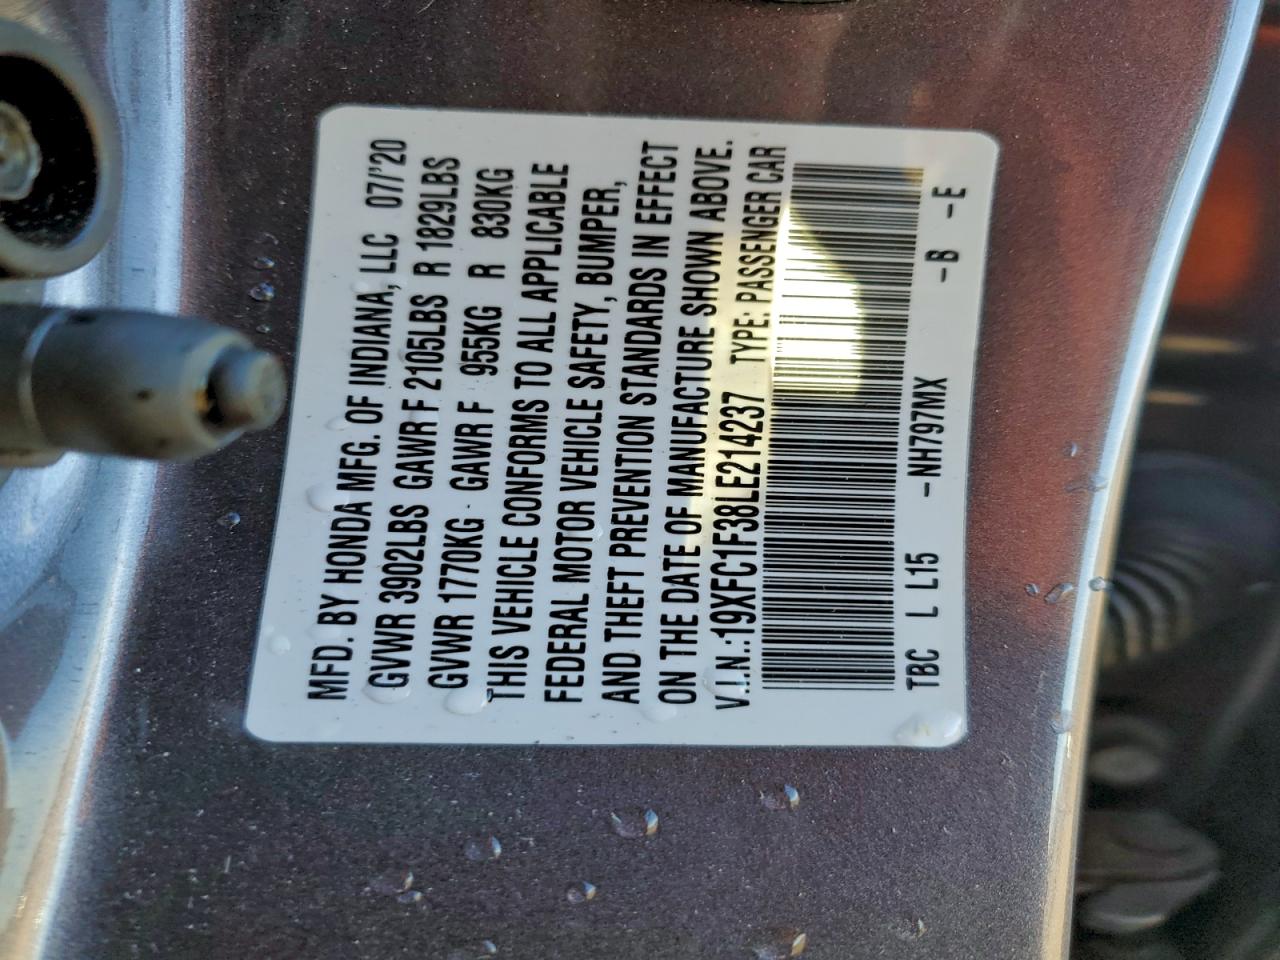 MFD. BY HONDA MFG. OF INDIANA, LLC 07/'20
GVWR 3902LBS GAWR F 2105LBS R 1829LBS
GVWR 1770KG GAWR F 955KG R 830KG
THIS VEHICLE CONFORMS TO ALL APPLICABLE
FEDERAL MOTOR VEHICLE SAFETY, BUMPER,
AND THEFT PREVENTION STANDARDS IN EFFECT
ON THE DATE OF MANUFACTURE SHOWN ABOVE.
V.I.N.:19XFC1F38LE214237 TYPE: PASSENGER CAR
TBC L L15 -NH797MX -B -E